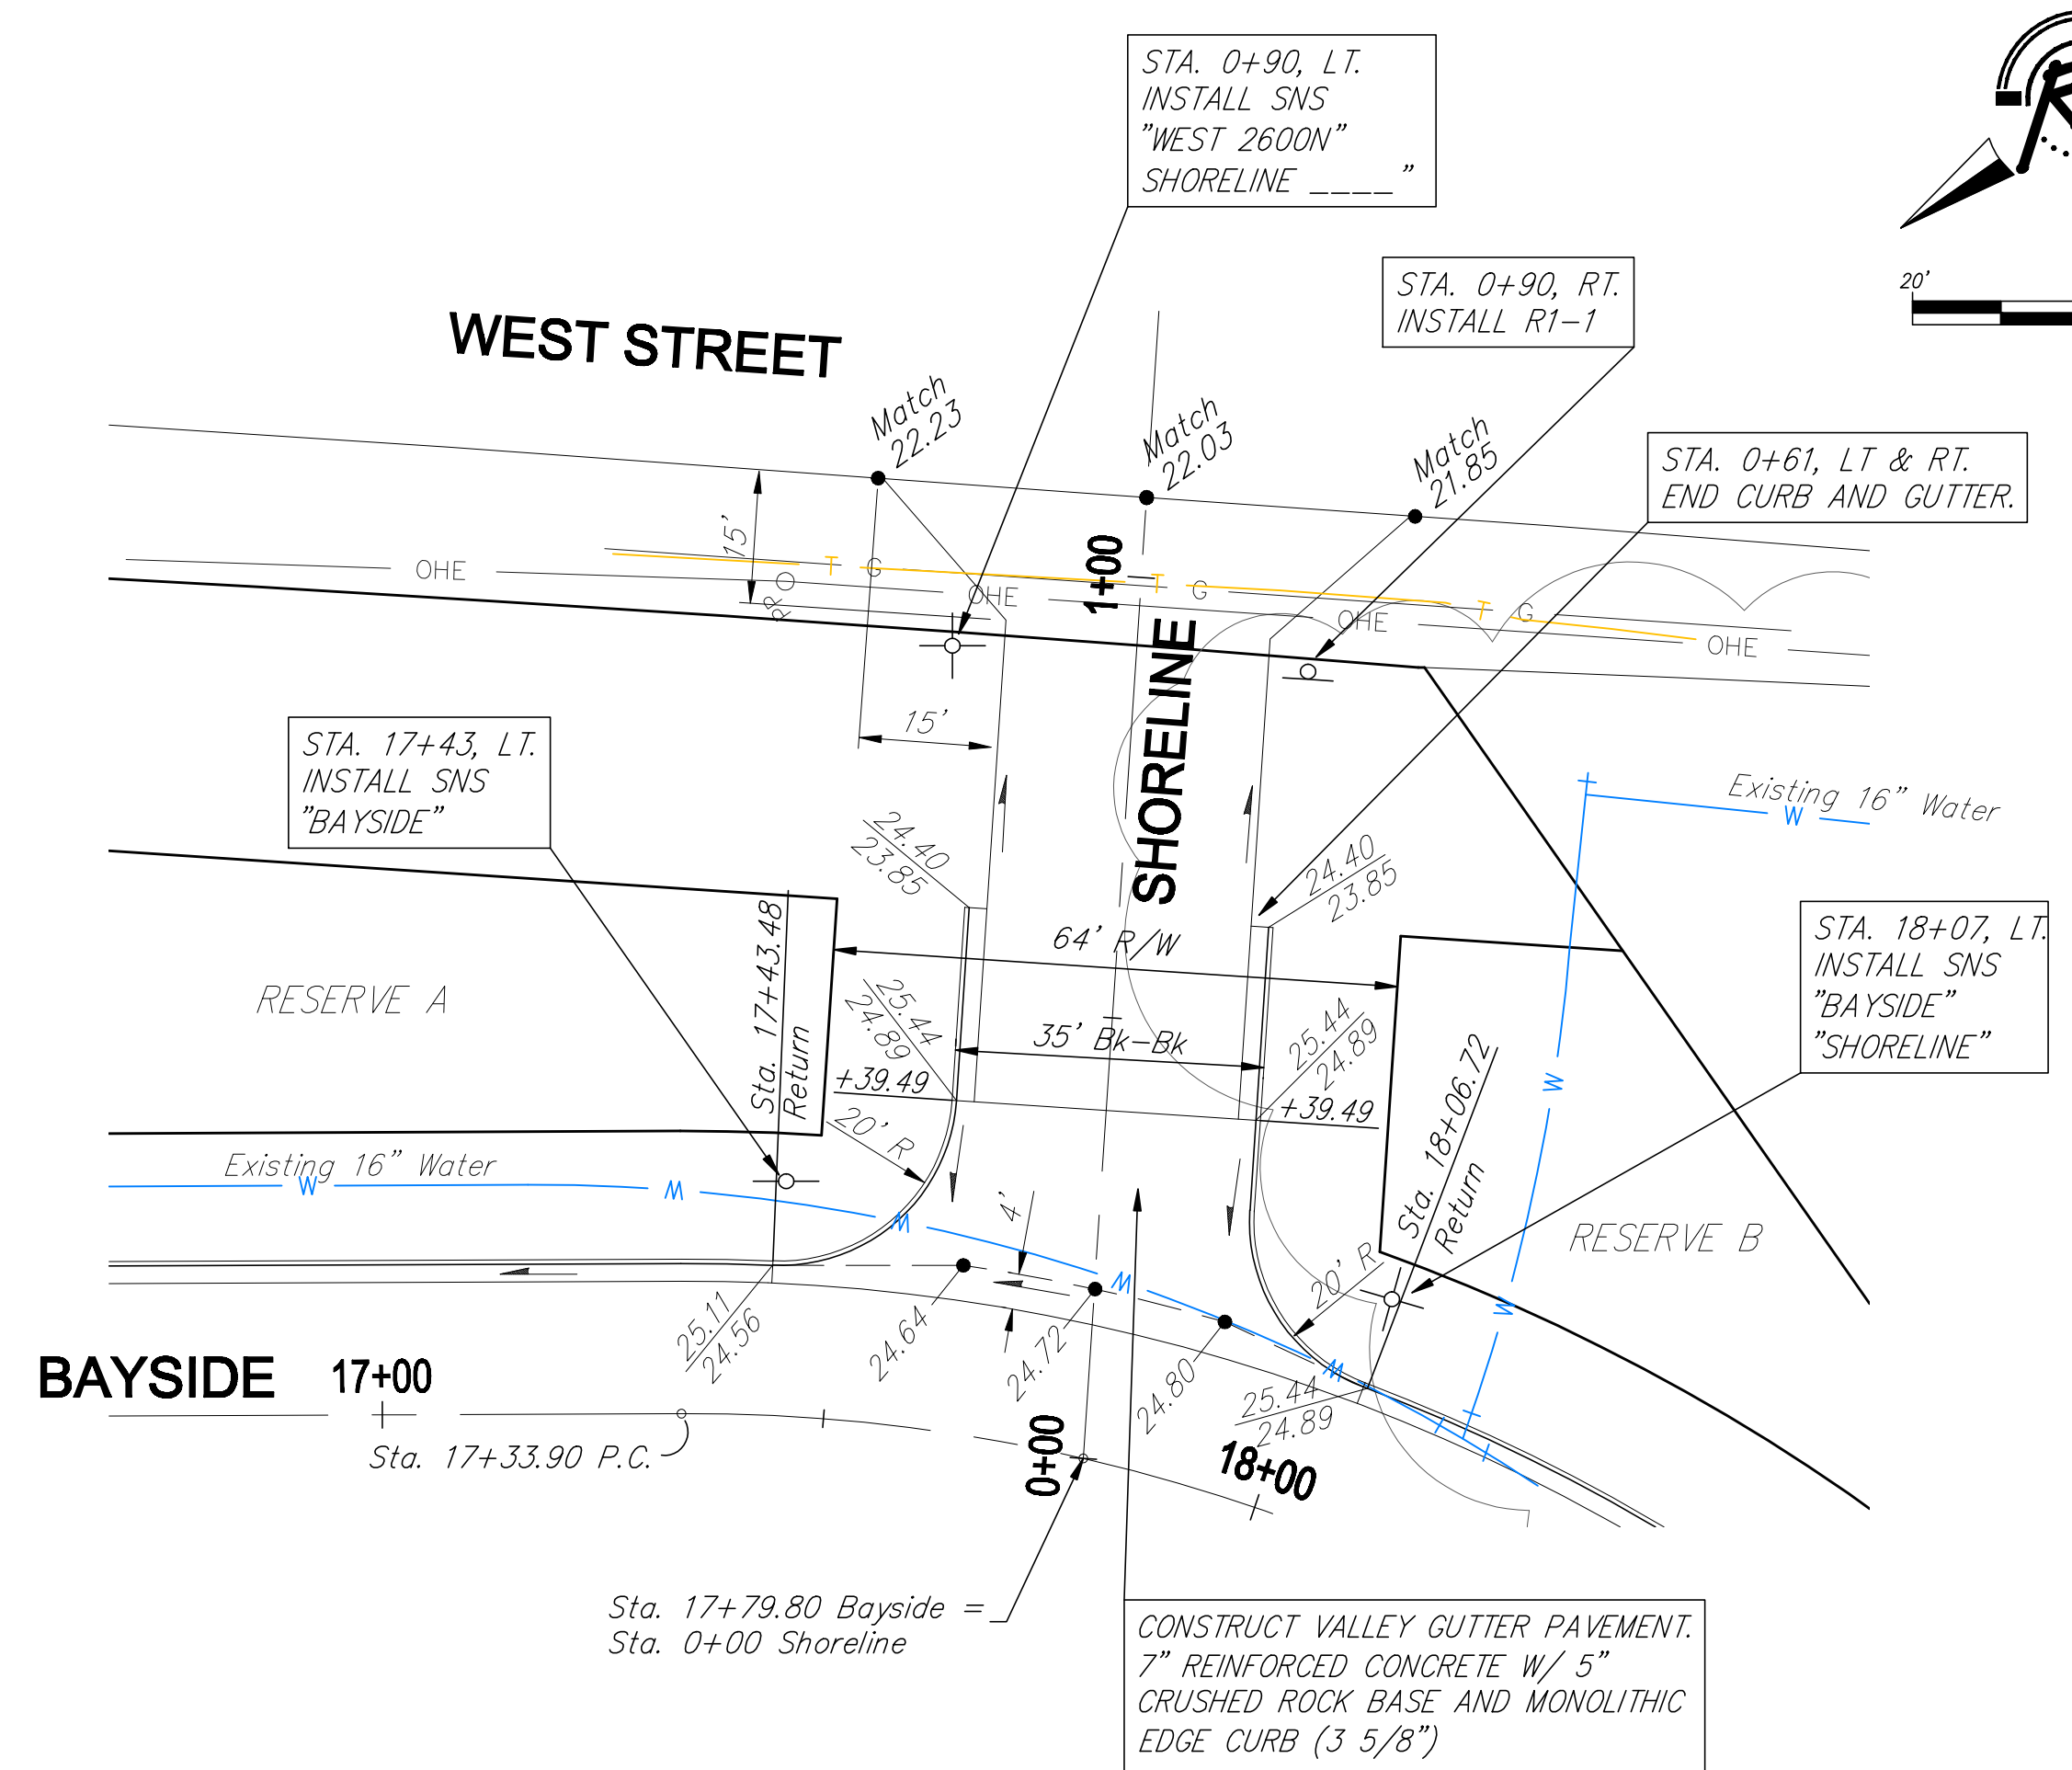 STA. 0+90, LT.
INSTALL SNS
"WEST 2600N"
SHORELINE ____"
STA. 0+90, RT.
INSTALL R1-1
20'
WEST STREET
Match
22.23
Match
22.03
Match
21.85
STA. 0+61, LT & RT.
END CURB AND GUTTER.
15'
OHE
T
G
OHE
T
G
OHE
T
G
OHE
1+00
SHORELINE
15'
STA. 17+43, LT.
INSTALL SNS
"BAYSIDE"
Existing 16" Water
W
24.40
23.85
24.40
23.85
64' R/W
Sta. 17+43.48
Return
RESERVE A
25.44
24.89
35' Bk-Bk
25.44
24.89
+39.49
+39.49
STA. 18+07, LT.
INSTALL SNS
"BAYSIDE"
"SHORELINE"
W
Sta. 18+06.72
Return
20' R
Existing 16" Water
W
W
W
4'
W
20' R
W
W
RESERVE B
25.11
24.56
24.64
24.72
24.80
25.44
24.89
BAYSIDE
17+00
Sta. 17+33.90 P.C.
0+00
18+00
Sta. 17+79.80 Bayside =
Sta. 0+00 Shoreline
CONSTRUCT VALLEY GUTTER PAVEMENT.
7" REINFORCED CONCRETE W/ 5"
CRUSHED ROCK BASE AND MONOLITHIC
EDGE CURB (3 5/8")